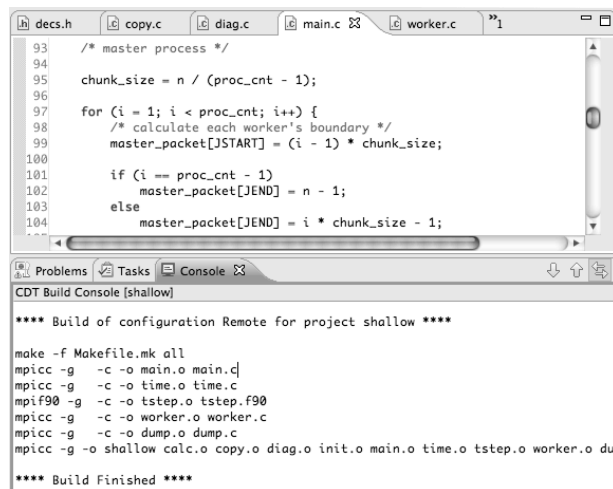 decs.h copy.c diag.c main.c worker.c »1
93 /* master process */
94
95 chunk_size = n / (proc_cnt - 1);
96
97 for (i = 1; i < proc_cnt; i++) {
98 /* calculate each worker's boundary */
99 master_packet[JSTART] = (i - 1) * chunk_size;
100
101 if (i == proc_cnt - 1)
102 master_packet[JEND] = n - 1;
103 else
104 master_packet[JEND] = i * chunk_size - 1;
Problems Tasks Console
CDT Build Console [shallow]
**** Build of configuration Remote for project shallow ****
make -f Makefile.mk all
mpicc -g -c -o main.o main.c
mpicc -g -c -o time.o time.c
mpif90 -g -c -o tstep.o tstep.f90
mpicc -g -c -o worker.o worker.c
mpicc -g -c -o dump.o dump.c
mpicc -g -o shallow calc.o copy.o diag.o init.o main.o time.o tstep.o worker.o du
**** Build Finished ****